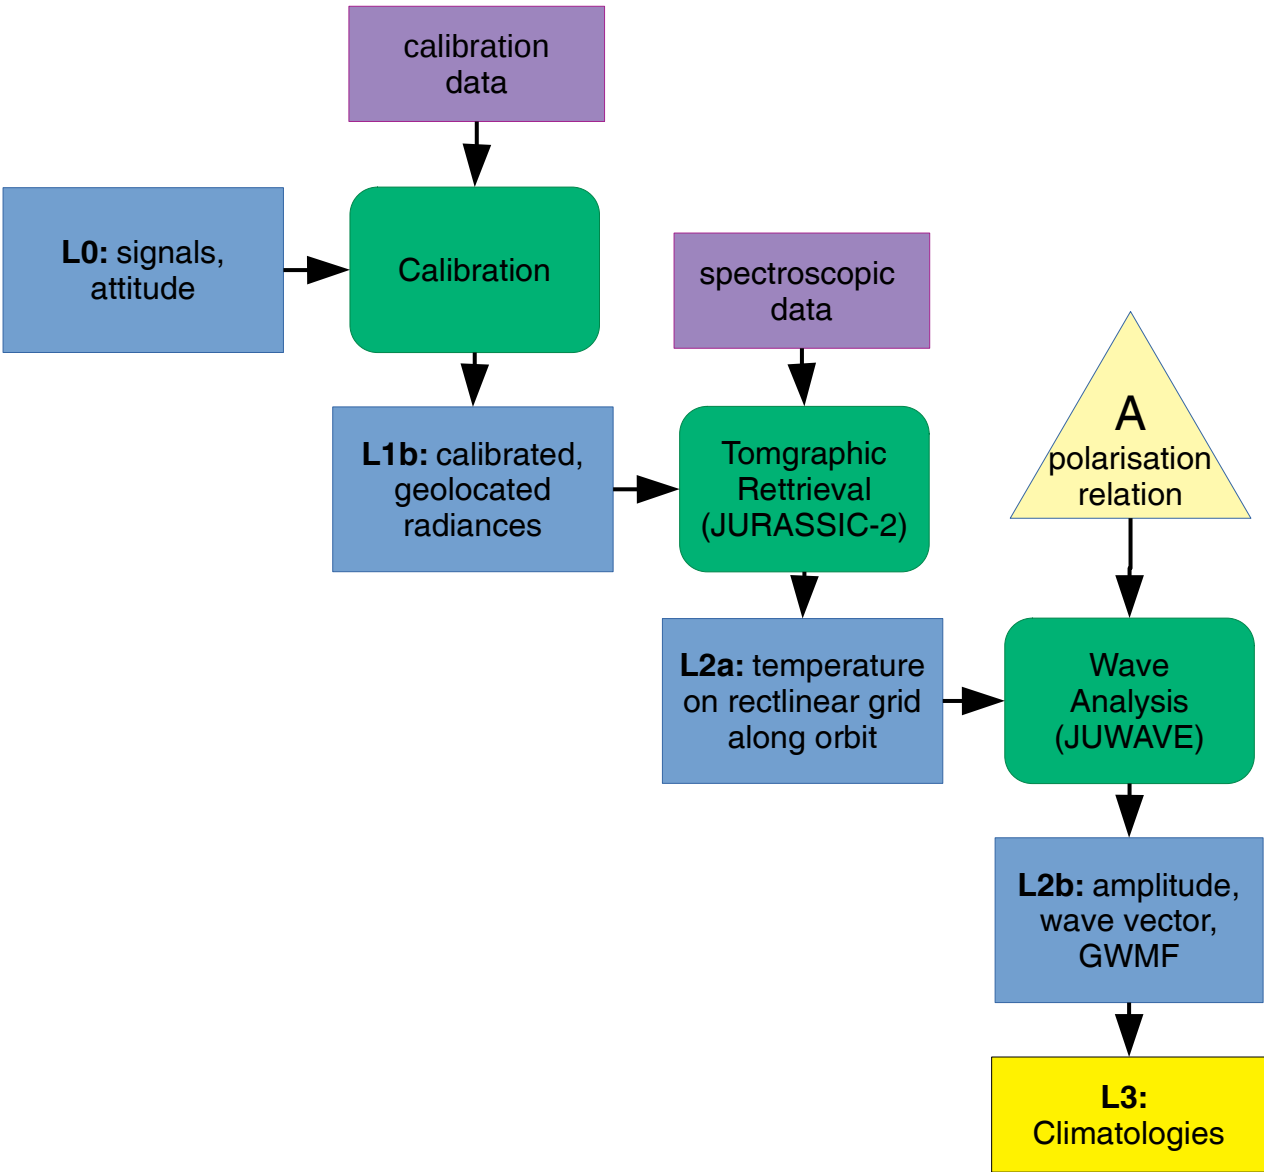 calibration
data
L0: signals,
attitude
Calibration
spectroscopic
data
L1b: calibrated,
geolocated
radiances
Tomgraphic
Rettrieval
(JURASSIC-2)
A
polarisation
relation
L2a: temperature
on rectlinear grid
along orbit
Wave
Analysis
(JUWAVE)
L2b: amplitude,
wave vector,
GWMF
L3:
Climatologies